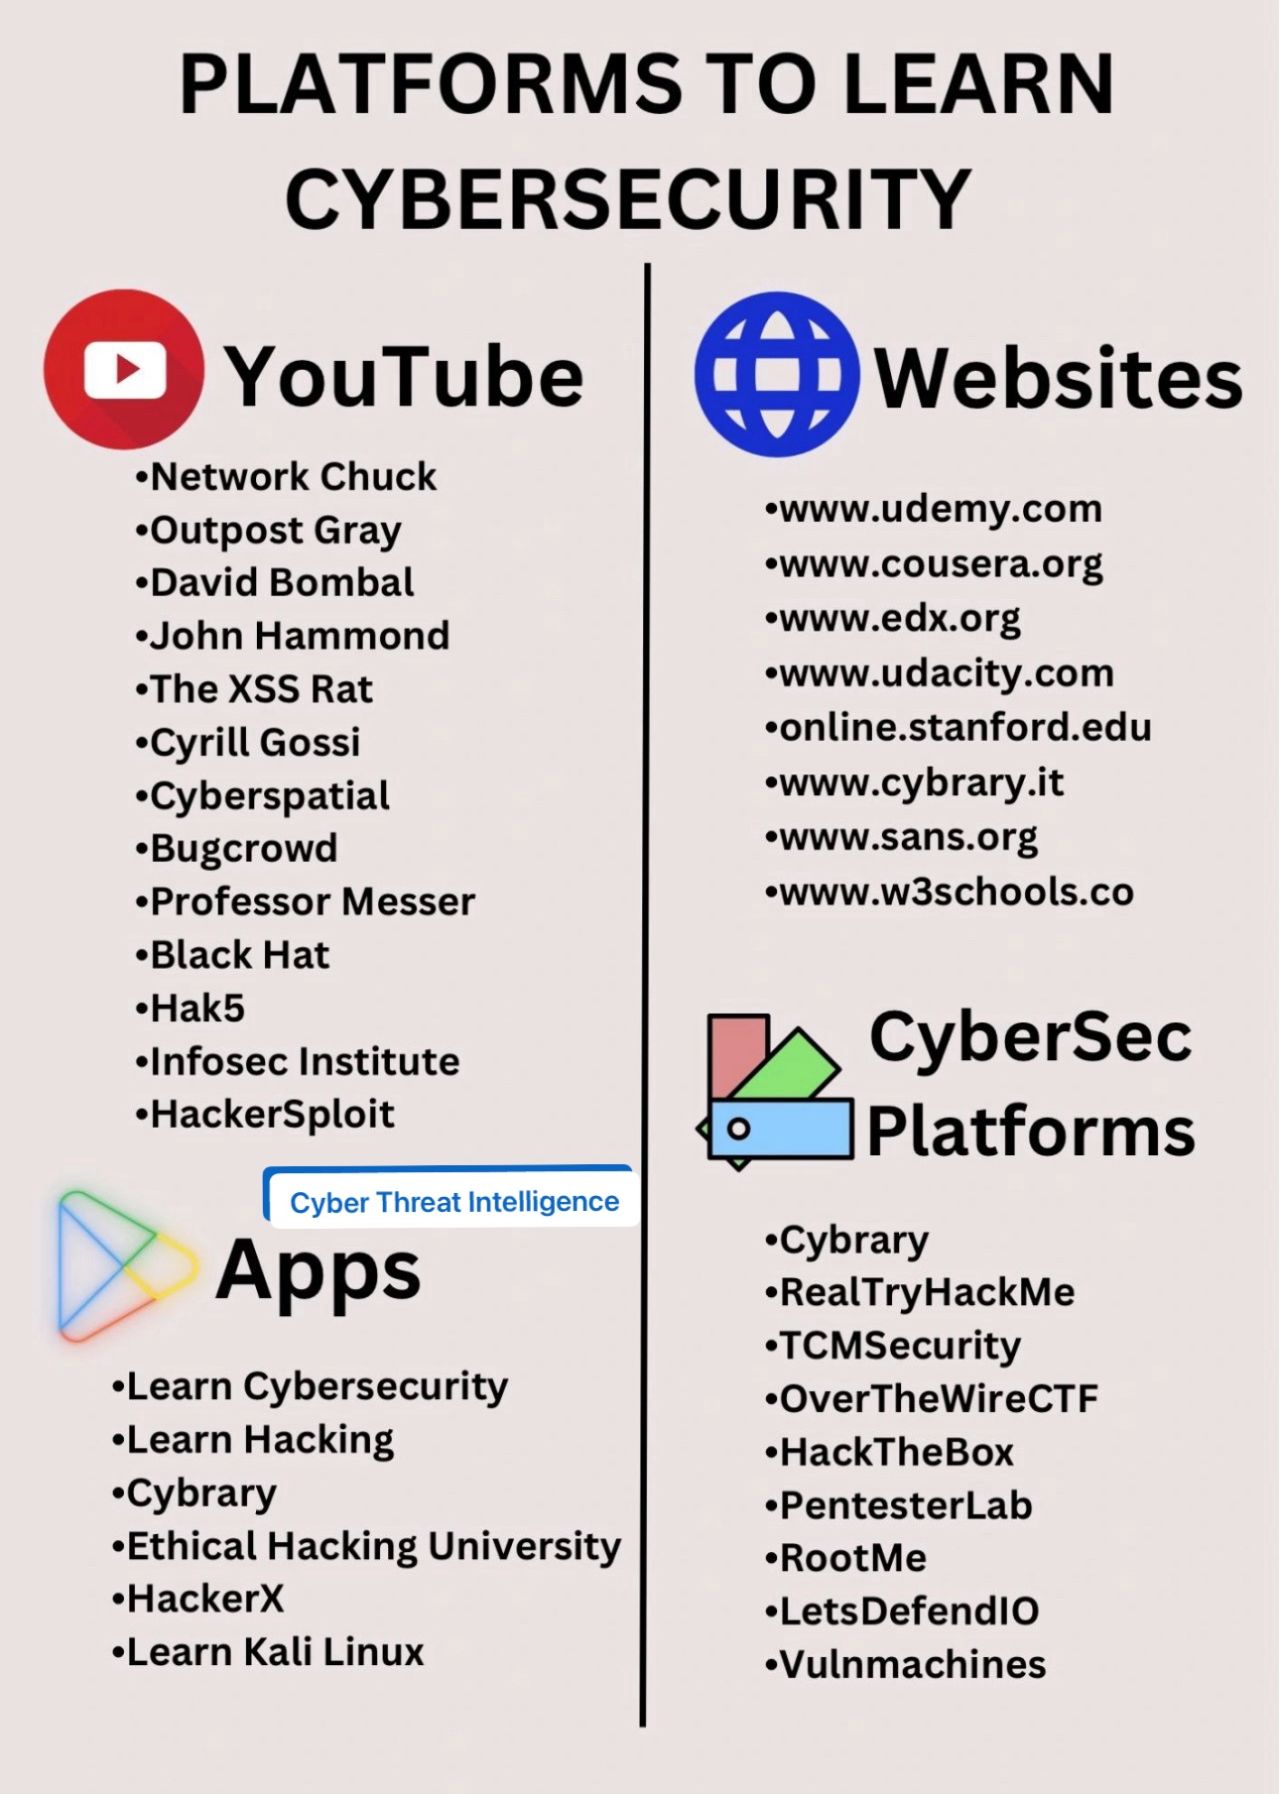 PLATFORMS TO LEARN
CYBERSECURITY
YouTube
•Network Chuck
•Outpost Gray
•David Bombal
•John Hammond
•The XSS Rat
•Cyrill Gossi
•Cyberspatial
•Bugcrowd
•Professor Messer
•Black Hat
•Hak5
•Infosec Institute
•HackerSploit
Cyber Threat Intelligence
Apps
•Learn Cybersecurity
•Learn Hacking
•Cybrary
•Ethical Hacking University
•HackerX
•Learn Kali Linux
Websites
•www.udemy.com
•www.cousera.org
•www.edx.org
•www.udacity.com
•online.stanford.edu
•www.cybrary.it
•www.sans.org
•www.w3schools.co
CyberSec
Platforms
•Cybrary
•RealTryHackMe
•TCMSecurity
•OverTheWireCTF
•HackTheBox
•PentesterLab
•RootMe
•LetsDefendIO
•Vulnmachines